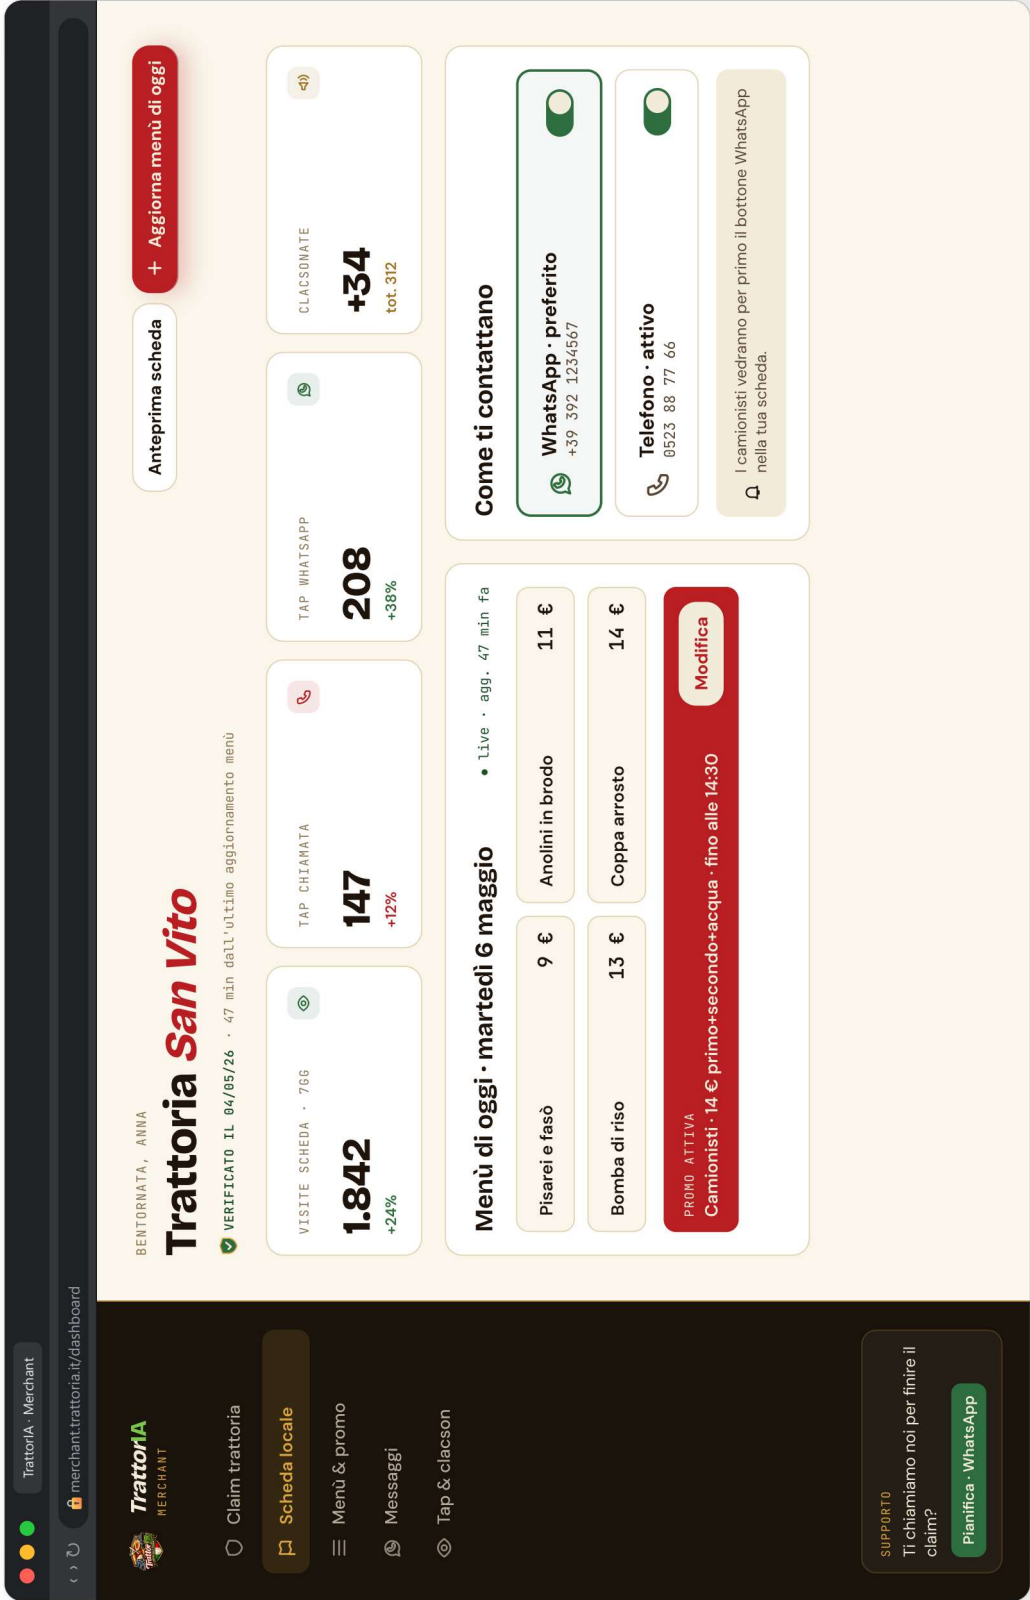 TrattorIA · Merchant
merchant.trattoria.it/dashboard
TrattorIA
MERCHANT
Claim trattoria
Scheda locale
Menù & promo
Messaggi
Tap & clacson
SUPPORTO
Ti chiamiamo noi per finire il
claim?
Pianifica · WhatsApp
BENTORNATA, ANNA
Trattoria San Vito
VERIFICATO IL 04/05/26 · 47 min dall'ultimo aggiornamento menù
Anteprima scheda
+ Aggiorna menù di oggi
VISITE SCHEDA · 7GG
1.842
+24%
TAP CHIAMATA
147
+12%
TAP WHATSAPP
208
+38%
CLACSONATE
+34
tot. 312
Menù di oggi · martedì 6 maggio
• live · agg. 47 min fa
Pisarei e fasò 9 €
Anolini in brodo 11 €
Bomba di riso 13 €
Coppa arrosto 14 €
PROMO ATTIVA
Camionisti · 14 € primo+secondo+acqua · fino alle 14:30
Modifica
Come ti contattano
WhatsApp · preferito
+39 392 1234567
Telefono · attivo
0523 88 77 66
I camionisti vedranno per primo il bottone WhatsApp
nella tua scheda.